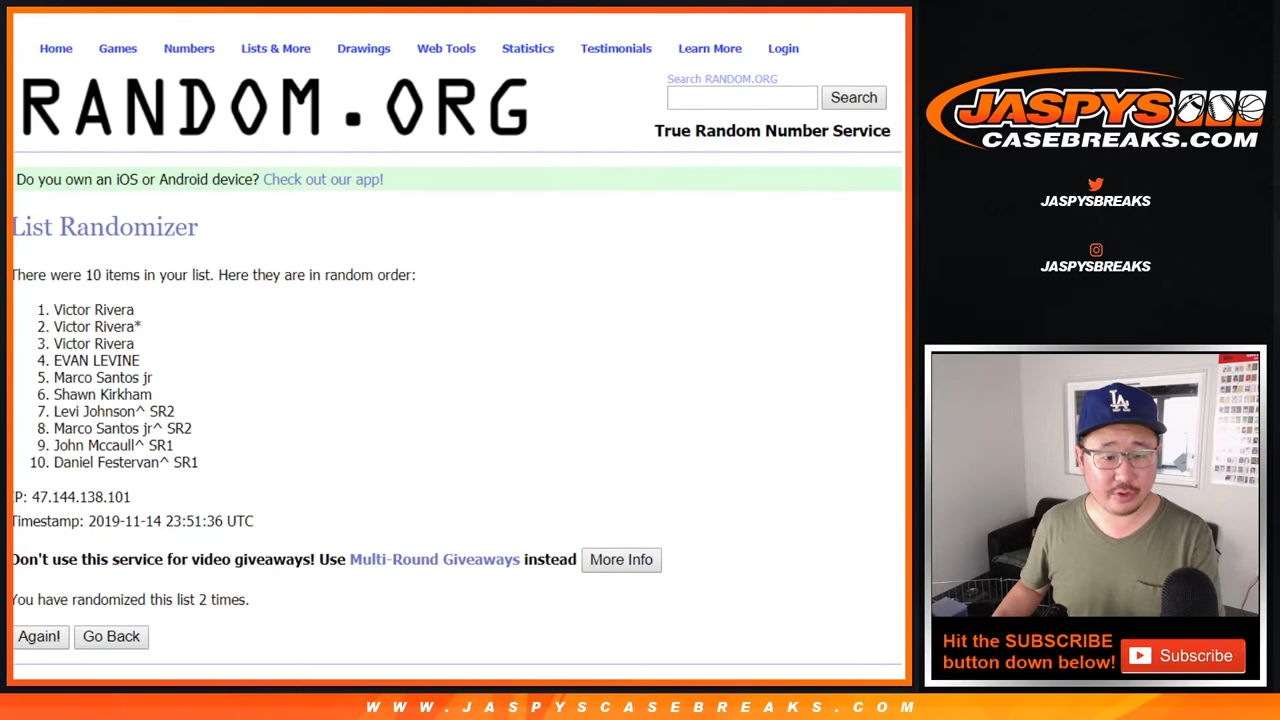 Home Games Numbers Lists & More Drawings Web Tools Statistics Testimonials Learn More Login
RANDOM.ORG
Search RANDOM.ORG
Search
True Random Number Service
Do you own an iOS or Android device? Check out our app!
List Randomizer
There were 10 items in your list. Here they are in random order:
1. Victor Rivera
2. Victor Rivera*
3. Victor Rivera
4. EVAN LEVINE
5. Marco Santos jr
6. Shawn Kirkham
7. Levi Johnson^ SR2
8. Marco Santos jr^ SR2
9. John Mccaull^ SR1
10. Daniel Festervan^ SR1
IP: 47.144.138.101
Timestamp: 2019-11-14 23:51:36 UTC
Don't use this service for video giveaways! Use Multi-Round Giveaways instead More Info
You have randomized this list 2 times.
Again! Go Back
JASPYS
CASEBREAKS.COM
JASPYSBREAKS
JASPYSBREAKS
LA
Hit the SUBSCRIBE
button down below!
Subscribe
WWW.JASPYSCASEBREAKS.COM